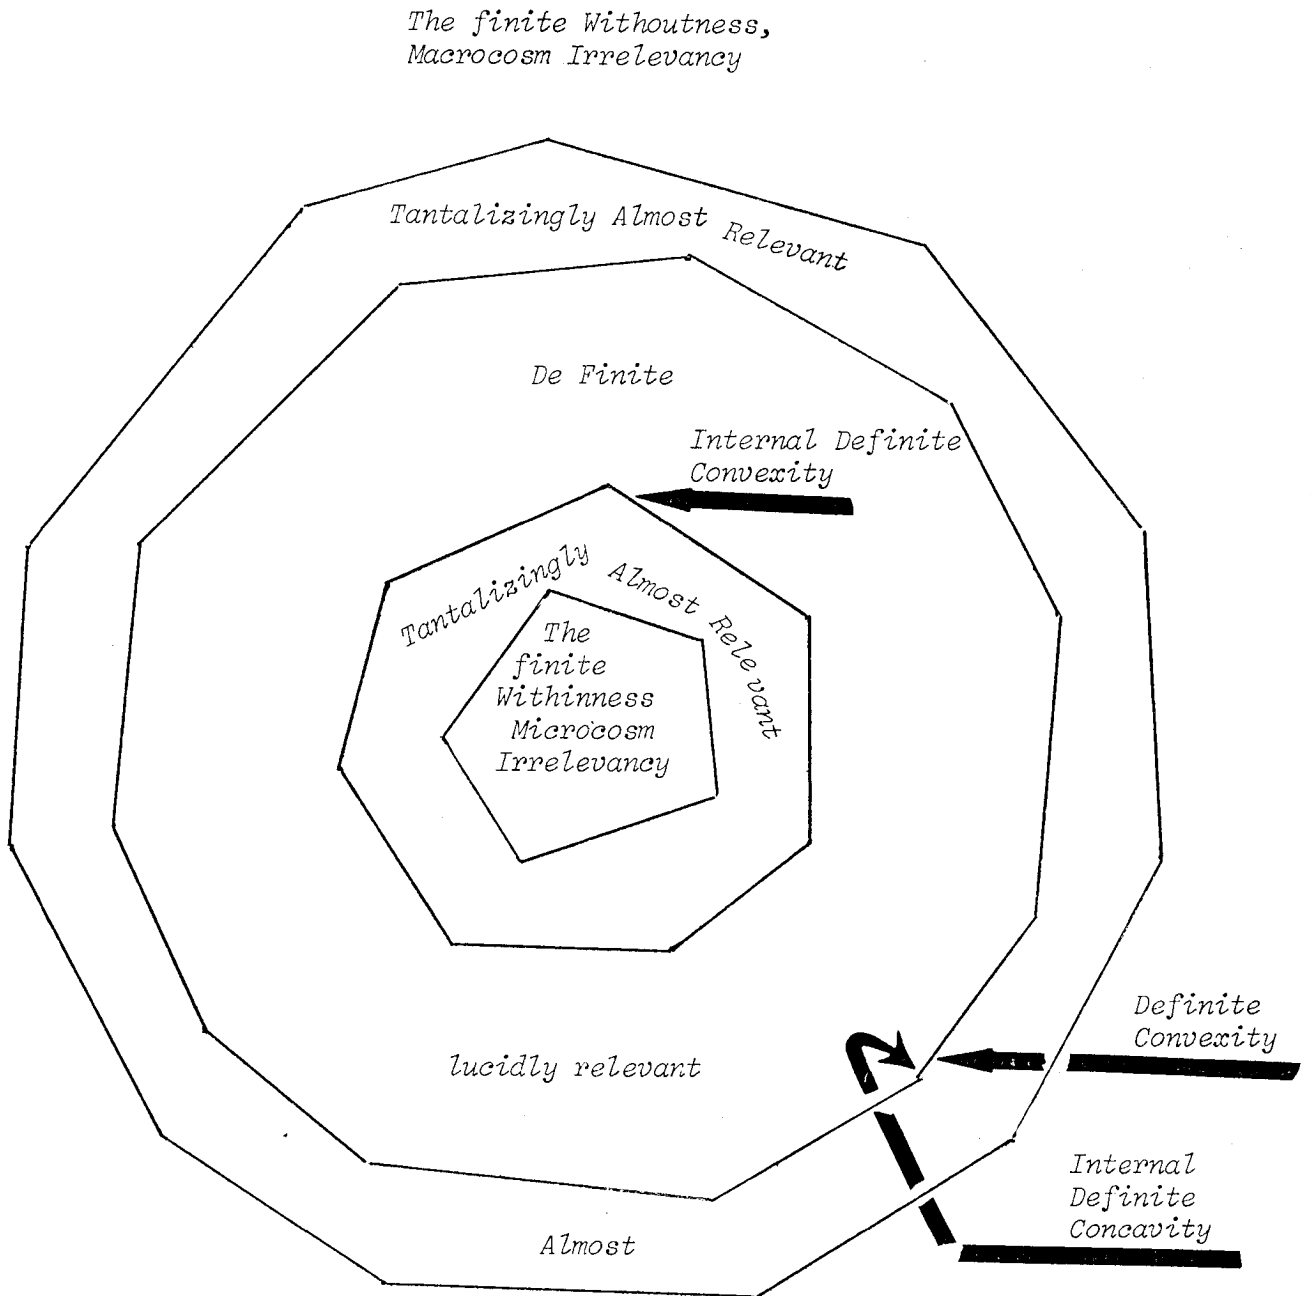 The finite Withoutness,
Macrocosm Irrelevancy
Tantalizingly Almost Relevant
De Finite
Internal Definite
Convexity
Tantalizingly Almost Relevant
The
finite
Withinness
Microcosm
Irrelevancy
Definite
Convexity
lucidly relevant
Internal
Definite
Concavity
Almost